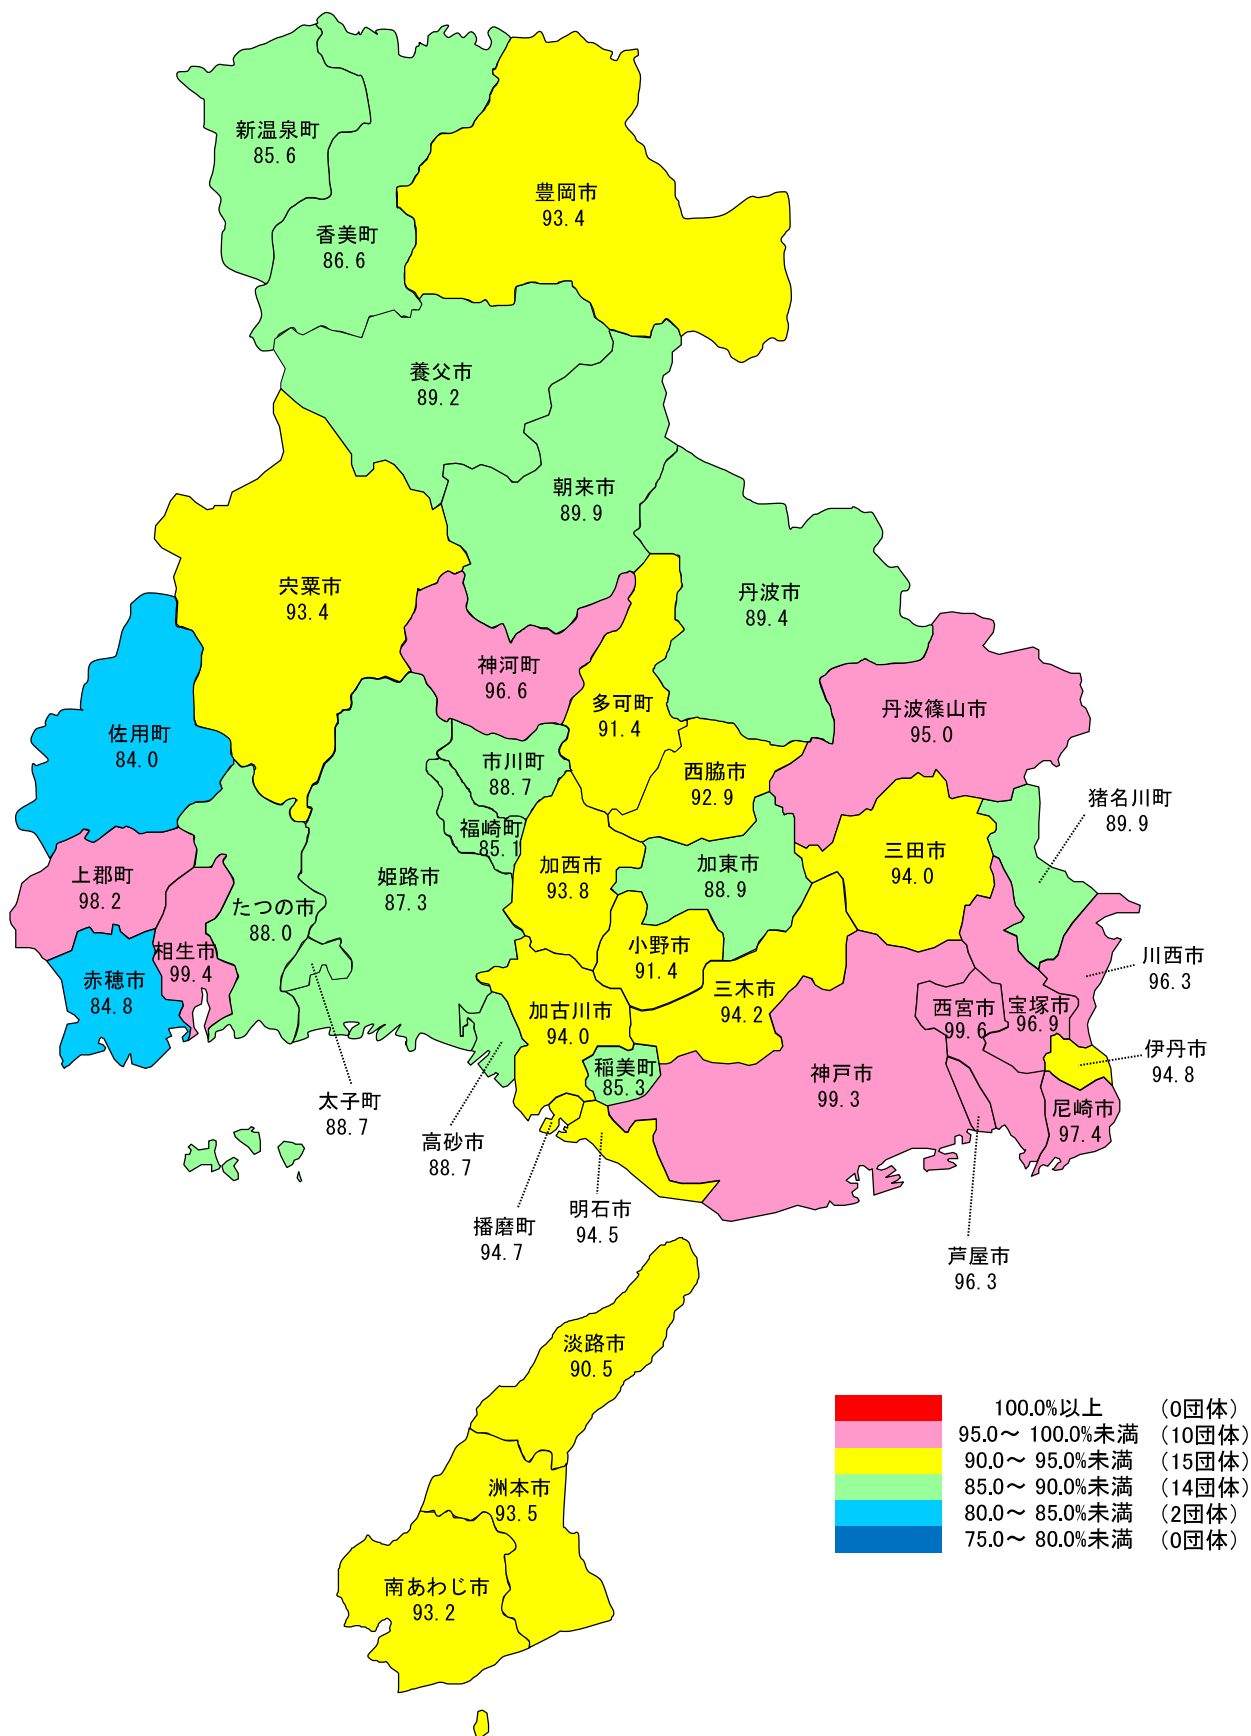 新温泉町
85.6
豊岡市
93.4
香美町
86.6
養父市
89.2
朝来市
89.9
宍粟市
93.4
丹波市
89.4
神河町
96.6
多可町
91.4
丹波篠山市
95.0
佐用町
84.0
市川町
88.7
西脇市
92.9
猪名川町
89.9
福崎町
85.1
加西市
93.8
加東市
88.9
三田市
94.0
上郡町
98.2
姫路市
87.3
たつの市
88.0
相生市
99.4
小野市
91.4
川西市
96.3
赤穂市
84.8
三木市
94.2
加古川市
94.0
西宮市
99.6
宝塚市
96.9
伊丹市
94.8
稲美町
85.3
神戸市
99.3
太子町
88.7
尼崎市
97.4
高砂市
88.7
播磨町
94.7
明石市
94.5
芦屋市
96.3
淡路市
90.5
洲本市
93.5
南あわじ市
93.2
100.0%以上 (0団体)
95.0～ 100.0%未満 (10団体)
90.0～ 95.0%未満 (15団体)
85.0～ 90.0%未満 (14団体)
80.0～ 85.0%未満 (2団体)
75.0～ 80.0%未満 (0団体)